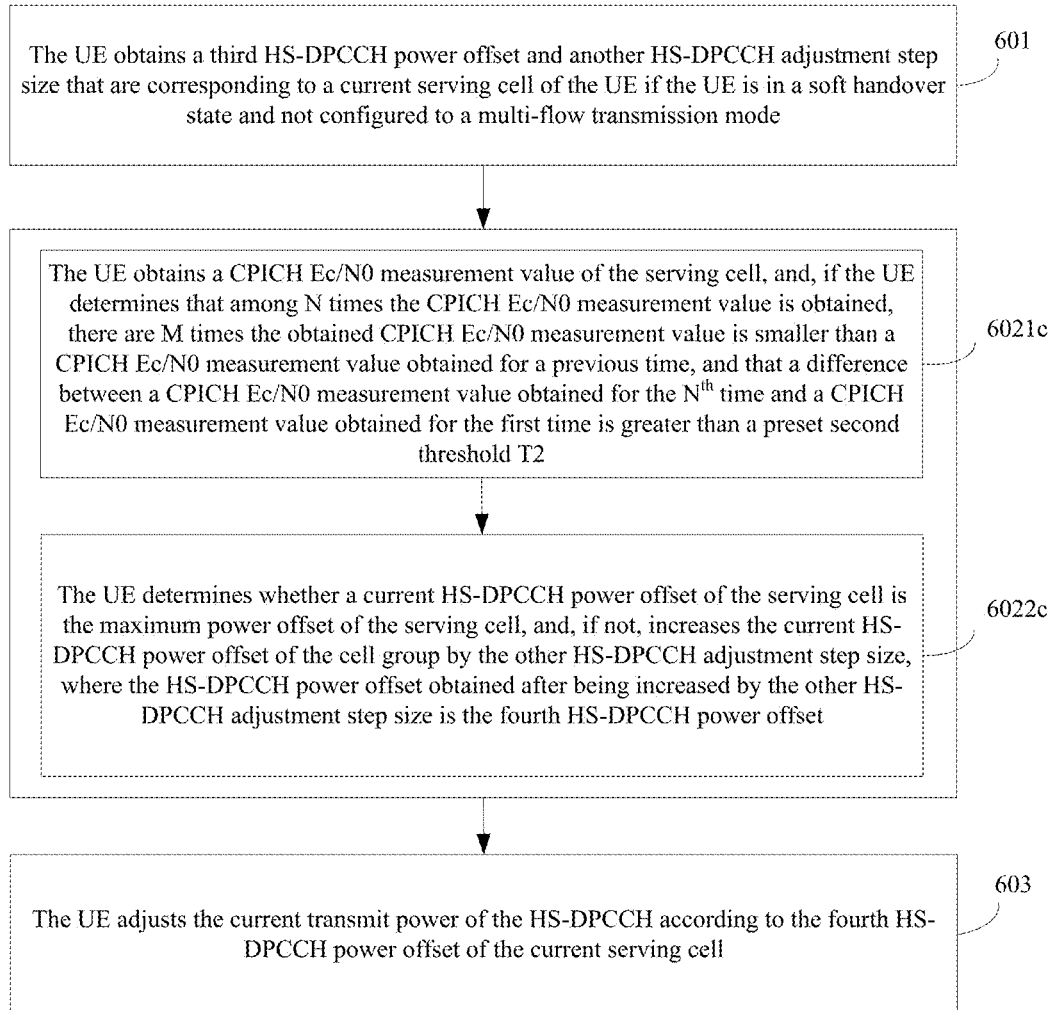 The UE obtains a third HS-DPCCH power offset and another HS-DPCCH adjustment step
size that are corresponding to a current serving cell of the UE if the UE is in a soft handover
state and not configured to a multi-flow transmission mode
601
The UE obtains a CPICH Ec/N0 measurement value of the serving cell, and, if the UE
determines that among N times the CPICH Ec/N0 measurement value is obtained,
there are M times the obtained CPICH Ec/N0 measurement value is smaller than a
CPICH Ec/N0 measurement value obtained for a previous time, and that a difference
between a CPICH Ec/N0 measurement value obtained for the Nth time and a CPICH
Ec/N0 measurement value obtained for the first time is greater than a preset second
threshold T2
6021c
The UE determines whether a current HS-DPCCH power offset of the serving cell is
the maximum power offset of the serving cell, and, if not, increases the current HS-
DPCCH power offset of the cell group by the other HS-DPCCH adjustment step size,
where the HS-DPCCH power offset obtained after being increased by the other HS-
DPCCH adjustment step size is the fourth HS-DPCCH power offset
6022c
The UE adjusts the current transmit power of the HS-DPCCH according to the fourth HS-
DPCCH power offset of the current serving cell
603